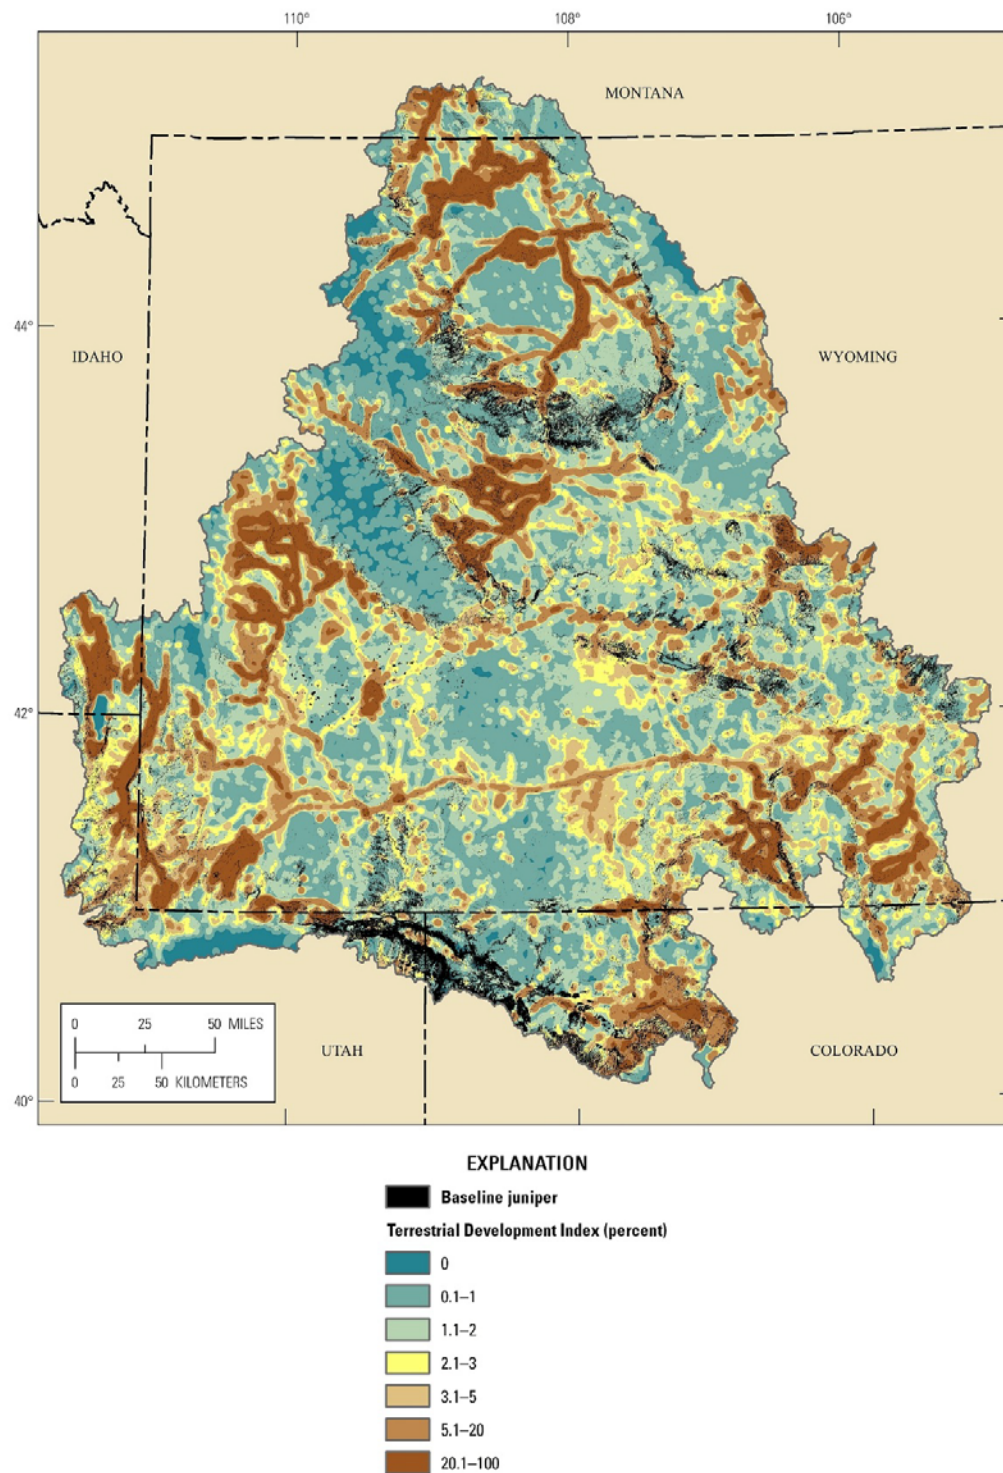 110° 108° 106°
MONTANA
44°
IDAHO
WYOMING
42°
0 25 50 MILES
0 25 50 KILOMETERS
UTAH
COLORADO
40°
EXPLANATION
Baseline juniper
Terrestrial Development Index (percent)
0
0.1–1
1.1–2
2.1–3
3.1–5
5.1–20
20.1–100